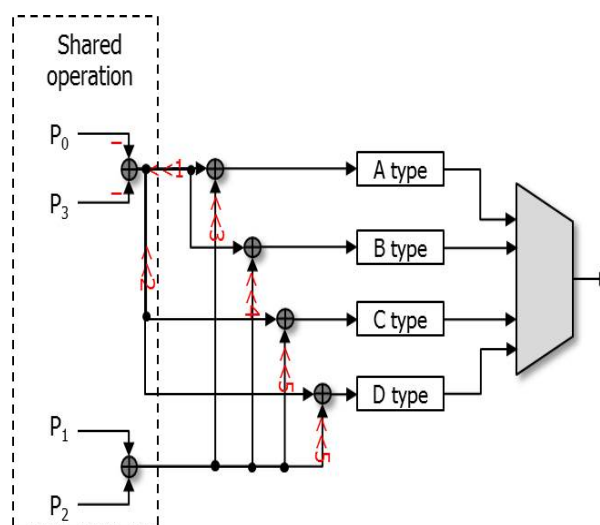 Shared
operation
P0
P3
P1
P2
−
−
<<1
<<2
<<3
<<4
<<5
<<5
A type
B type
C type
D type